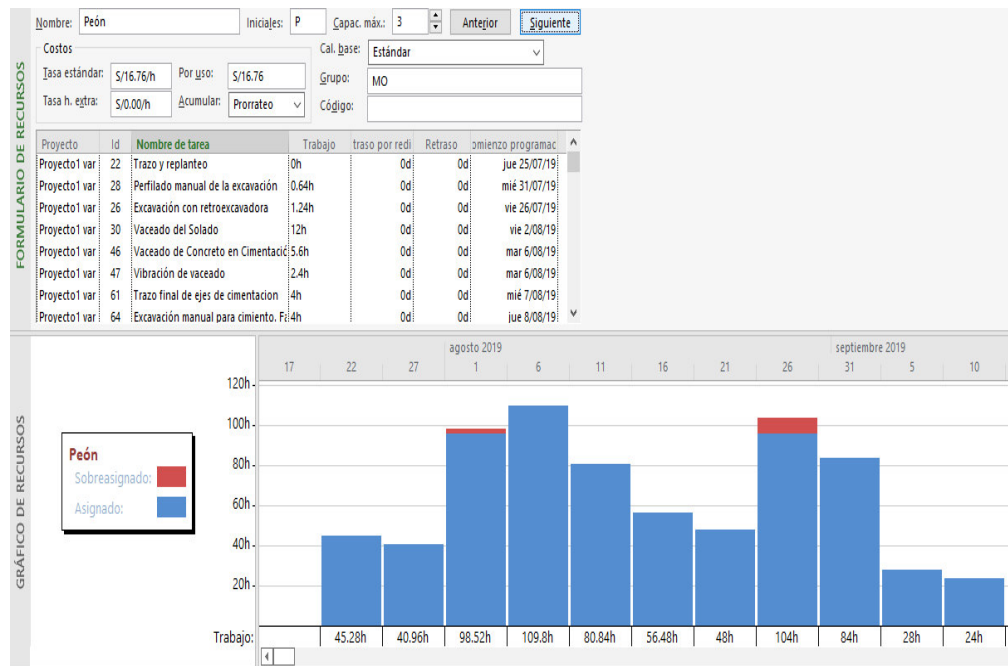 Nombre: Peón Iniciales: P Capac. máx.: 3 Anterior Siguiente
Costos Cal. base: Estándar
Tasa estándar: S/16.76/h Por uso: S/16.76 Grupo: MO
Tasa h. extra: S/0.00/h Acumular: Prorrateo Código:
FORMULARIO DE RECURSOS
Proyecto Id Nombre de tarea Trabajo traso por redi Retraso omienzo programac
Proyecto1 var 22 Trazo y replanteo 0h 0d 0d jue 25/07/19
Proyecto1 var 28 Perfilado manual de la excavación 0.64h 0d 0d mié 31/07/19
Proyecto1 var 26 Excavación con retroexcavadora 1.24h 0d 0d vie 26/07/19
Proyecto1 var 30 Vaceado del Solado 12h 0d 0d vie 2/08/19
Proyecto1 var 46 Vaceado de Concreto en Cimentació 5.6h 0d 0d mar 6/08/19
Proyecto1 var 47 Vibración de vaceado 2.4h 0d 0d mar 6/08/19
Proyecto1 var 61 Trazo final de ejes de cimentacion 4h 0d 0d mié 7/08/19
Proyecto1 var 64 Excavación manual para cimiento. Fa 4h 0d 0d jue 8/08/19
GRÁFICO DE RECURSOS
agosto 2019 septiembre 2019
17 22 27 1 6 11 16 21 26 31 5 10
120h
100h
80h
60h
40h
20h
Peón
Sobreasignado:
Asignado:
Trabajo: 45.28h 40.96h 98.52h 109.8h 80.84h 56.48h 48h 104h 84h 28h 24h